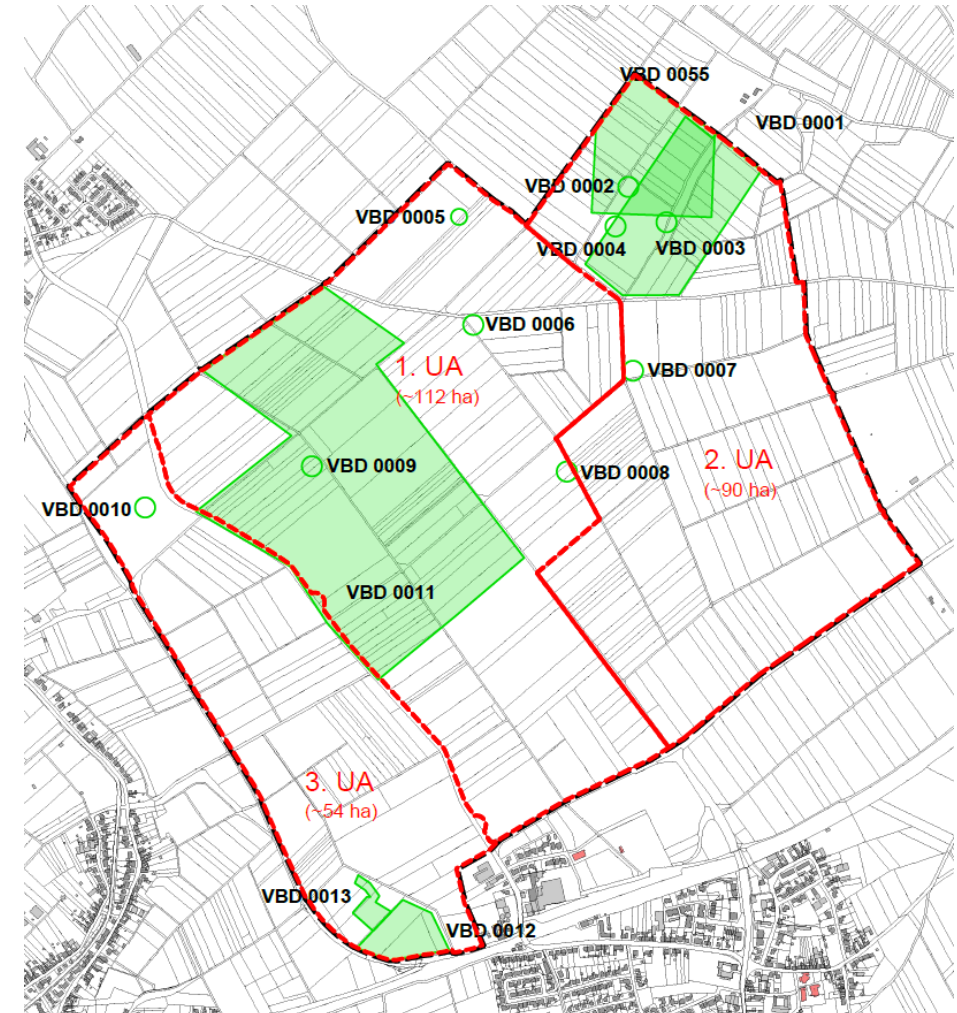 VBD 0055
VBD 0001
VBD 0002
VBD 0005
VBD 0004
VBD 0003
VBD 0006
1. UA
(~112 ha)
VBD 0007
VBD 0009
VBD 0008
2. UA
(~90 ha)
VBD 0010
VBD 0011
3. UA
(~54 ha)
VBD 0013
VBD 0012